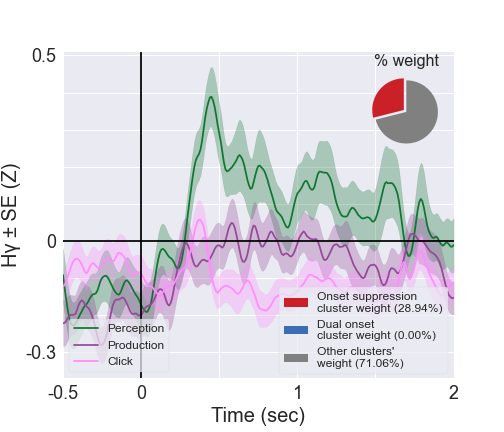 % weight
0.5
0
-0.3
Hγ ± SE (Z)
Perception
Production
Click
Onset suppression
cluster weight (28.94%)
Dual onset
cluster weight (0.00%)
Other clusters'
weight (71.06%)
-0.5
0
1
2
Time (sec)